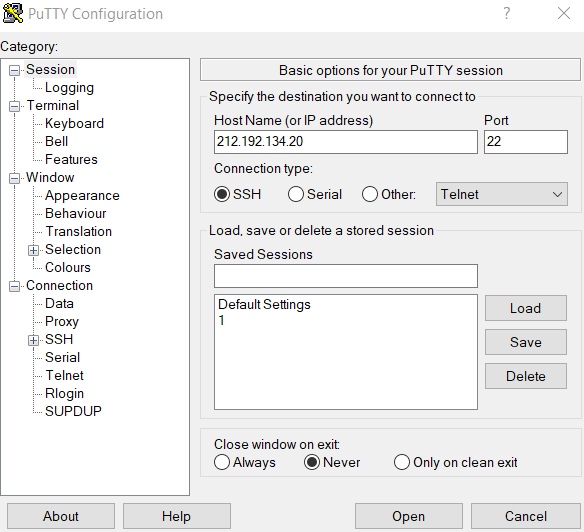 PuTTY Configuration
Category:
Session
Logging
Terminal
Keyboard
Bell
Features
Window
Appearance
Behaviour
Translation
Selection
Colours
Connection
Data
Proxy
SSH
Serial
Telnet
Rlogin
SUPDUP
Basic options for your PuTTY session
Specify the destination you want to connect to
Host Name (or IP address) Port
212.192.134.20 22
Connection type:
SSH Serial Other: Telnet
Load, save or delete a stored session
Saved Sessions
Default Settings
1
Load
Save
Delete
Close window on exit:
Always Never Only on clean exit
About Help Open Cancel